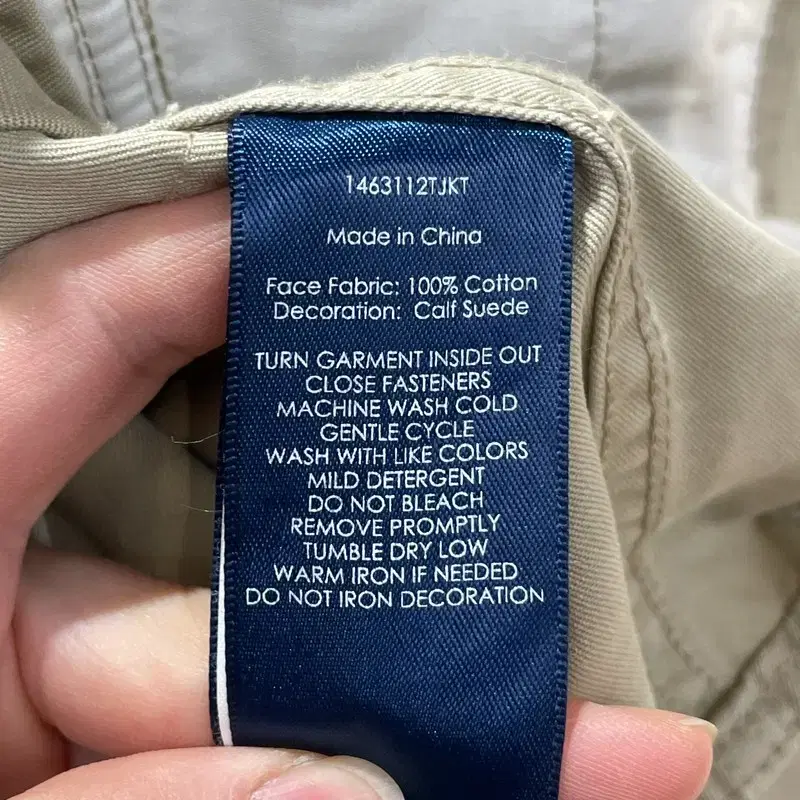 1463112TJKT
Made in China
Face Fabric: 100% Cotton
Decoration: Calf Suede
TURN GARMENT INSIDE OUT
CLOSE FASTENERS
MACHINE WASH COLD
GENTLE CYCLE
WASH WITH LIKE COLORS
MILD DETERGENT
DO NOT BLEACH
REMOVE PROMPTLY
TUMBLE DRY LOW
WARM IRON IF NEEDED
DO NOT IRON DECORATION